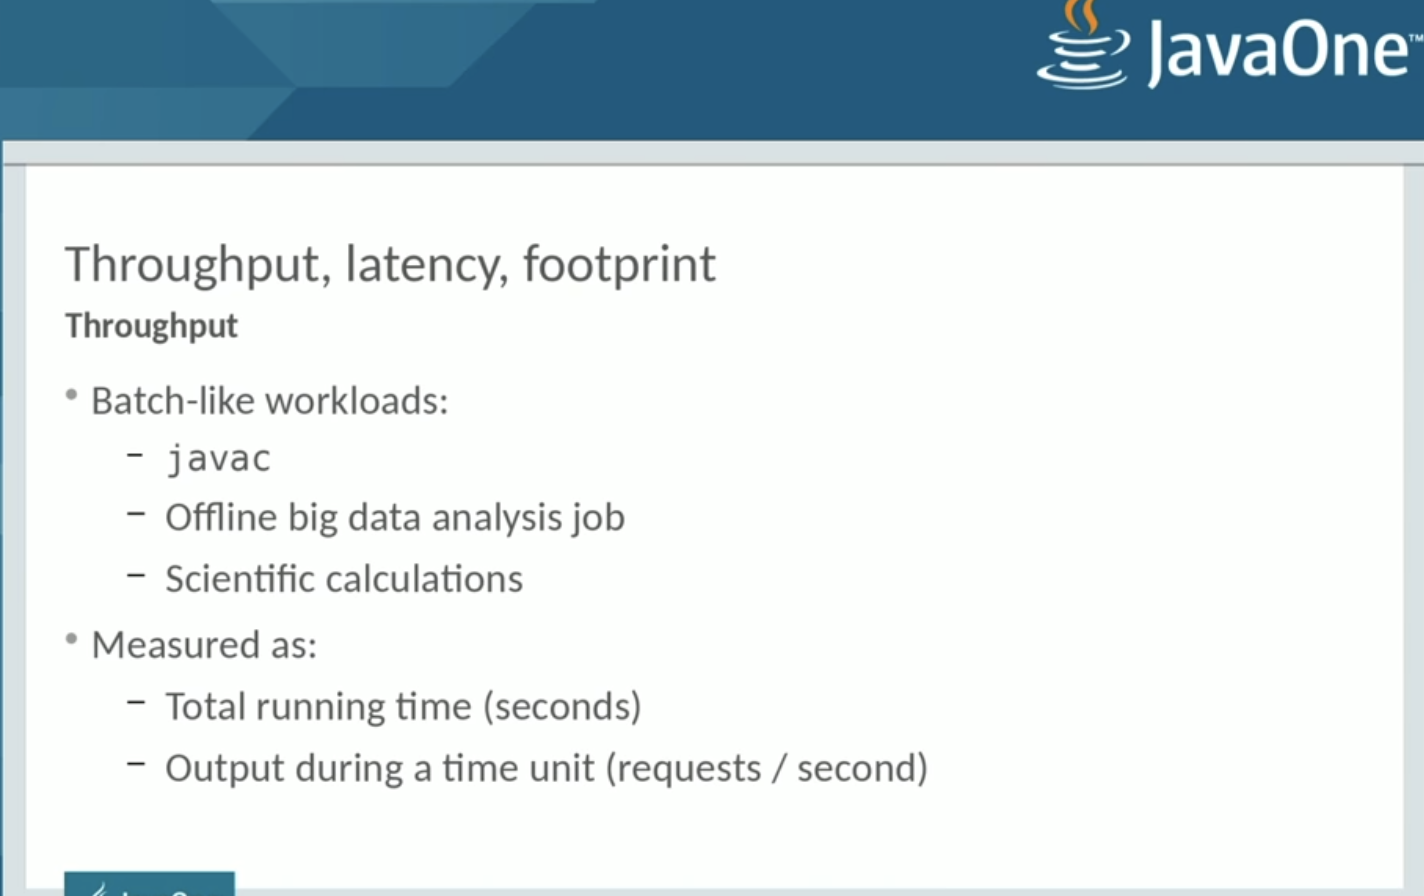 JavaOne™
Throughput, latency, footprint
Throughput
• Batch-like workloads:
– javac
– Offline big data analysis job
– Scientific calculations
• Measured as:
– Total running time (seconds)
– Output during a time unit (requests / second)